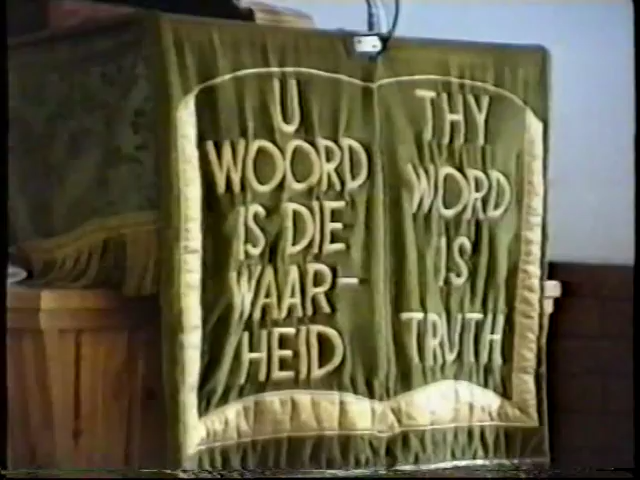 U
WOORD
IS DIE
WAAR-
HEID
THY
WORD
IS
TRUTH